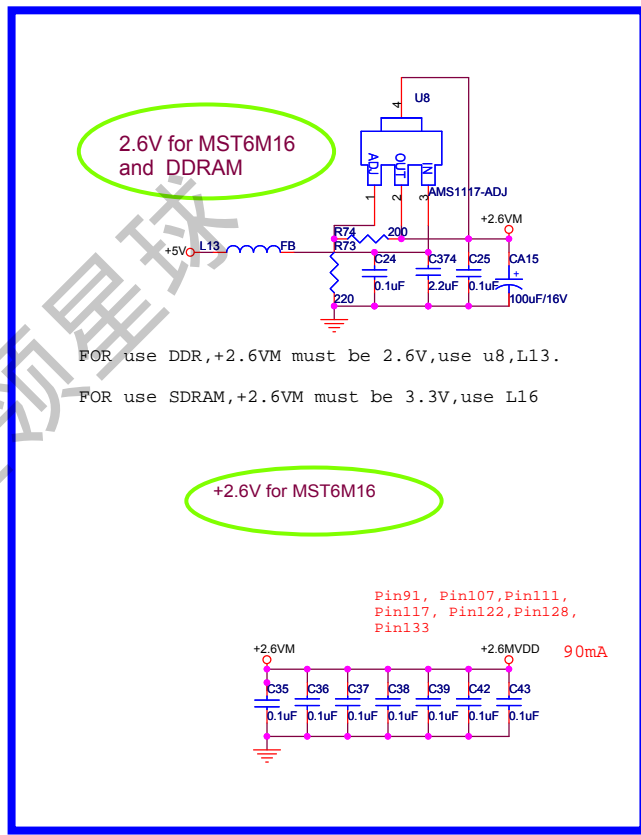 U8
4
2.6V for MST6M16
and DDRAM
ADJ
OUT
IN
1
2
3
AMS1117-ADJ
R74
200
+2.6VM
+5V
L13
FB
R73
C24
C374
C25
CA15
0.1uF
2.2uF
0.1uF
+
220
100uF/16V
FOR use DDR,+2.6VM must be 2.6V,use u8,L13.
FOR use SDRAM,+2.6VM must be 3.3V,use L16
+2.6V for MST6M16
Pin91, Pin107,Pin111,
Pin117, Pin122,Pin128,
Pin133
+2.6VM
+2.6MVDD
90mA
C35
C36
C37
C38
C39
C42
C43
0.1uF
0.1uF
0.1uF
0.1uF
0.1uF
0.1uF
0.1uF
领星球